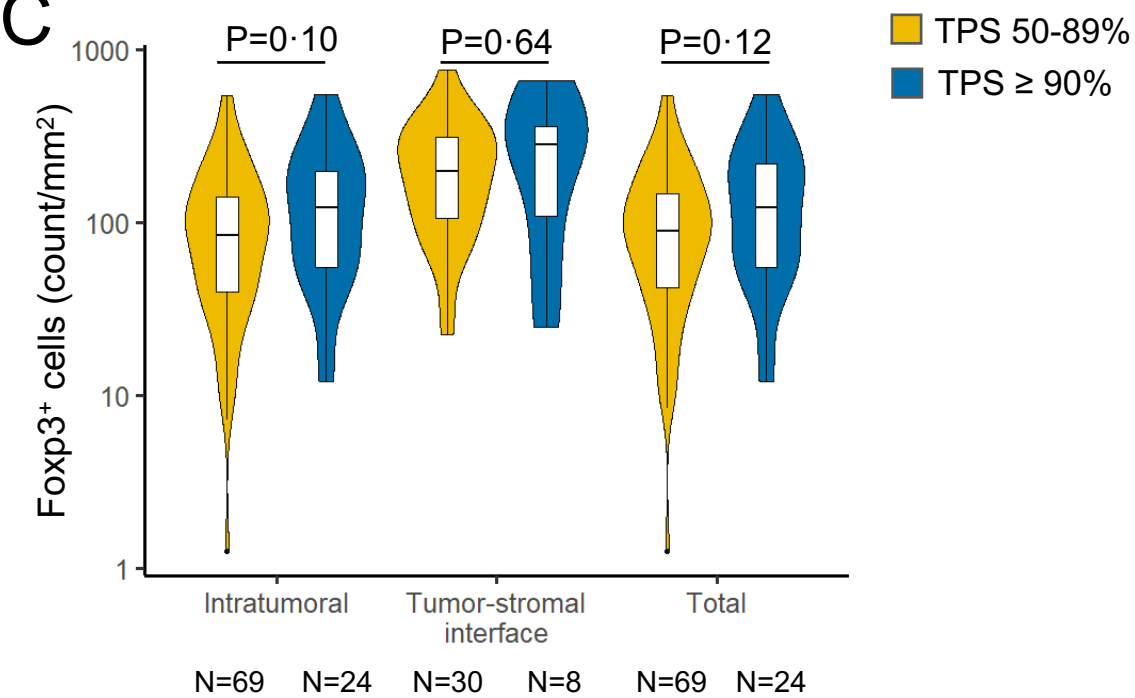 C
P=0·10
P=0·64
P=0·12
TPS 50-89%
TPS ≥ 90%
Foxp3⁺ cells (count/mm²)
1000
100
10
1
Intratumoral
Tumor-stromal
interface
Total
N=69
N=24
N=30
N=8
N=69
N=24